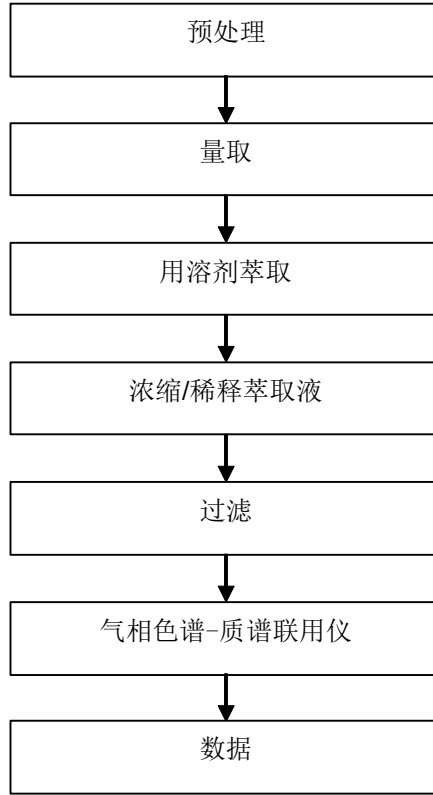 预处理
量取
用溶剂萃取
浓缩/稀释萃取液
过滤
气相色谱-质谱联用仪
数据